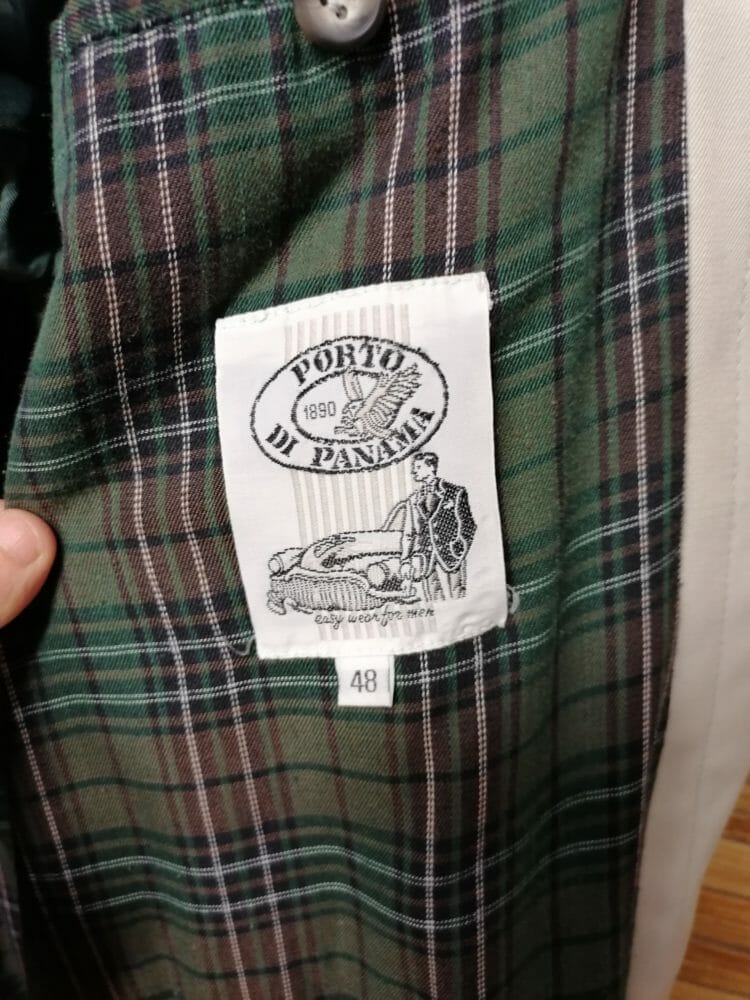 PORTO
1890
DI PANAMA
easy wear for men
48